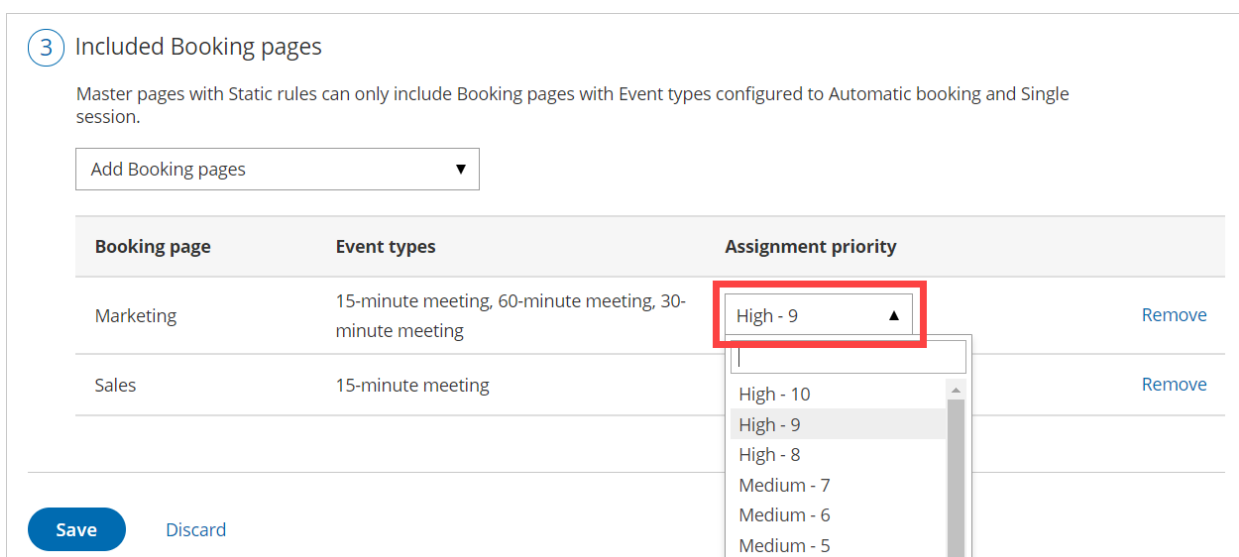 3 Included Booking pages
Master pages with Static rules can only include Booking pages with Event types configured to Automatic booking and Single
session.
Add Booking pages
Booking page Event types Assignment priority
Marketing 15-minute meeting, 60-minute meeting, 30-
minute meeting High - 9 Remove
Sales 15-minute meeting Remove
High - 10
High - 9
High - 8
Medium - 7
Medium - 6
Medium - 5
Save Discard